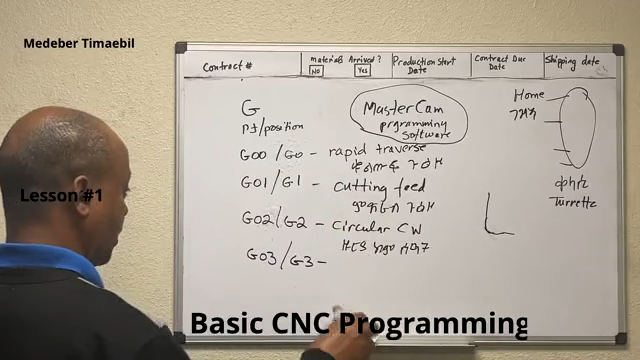 Medeber Timaebil
Contract #
materials Arrived ?
NO
Yes
Production Start
Date
Contract Due
Date
Shipping date
G
/position
MasterCam
prgramming
software
Home
G00/G0 - rapid traverse
G01/G1 - cutting feed
G02/G2 - Circular CW
G03/G3 -
Turrette
Lesson #1
Basic CNC Programming